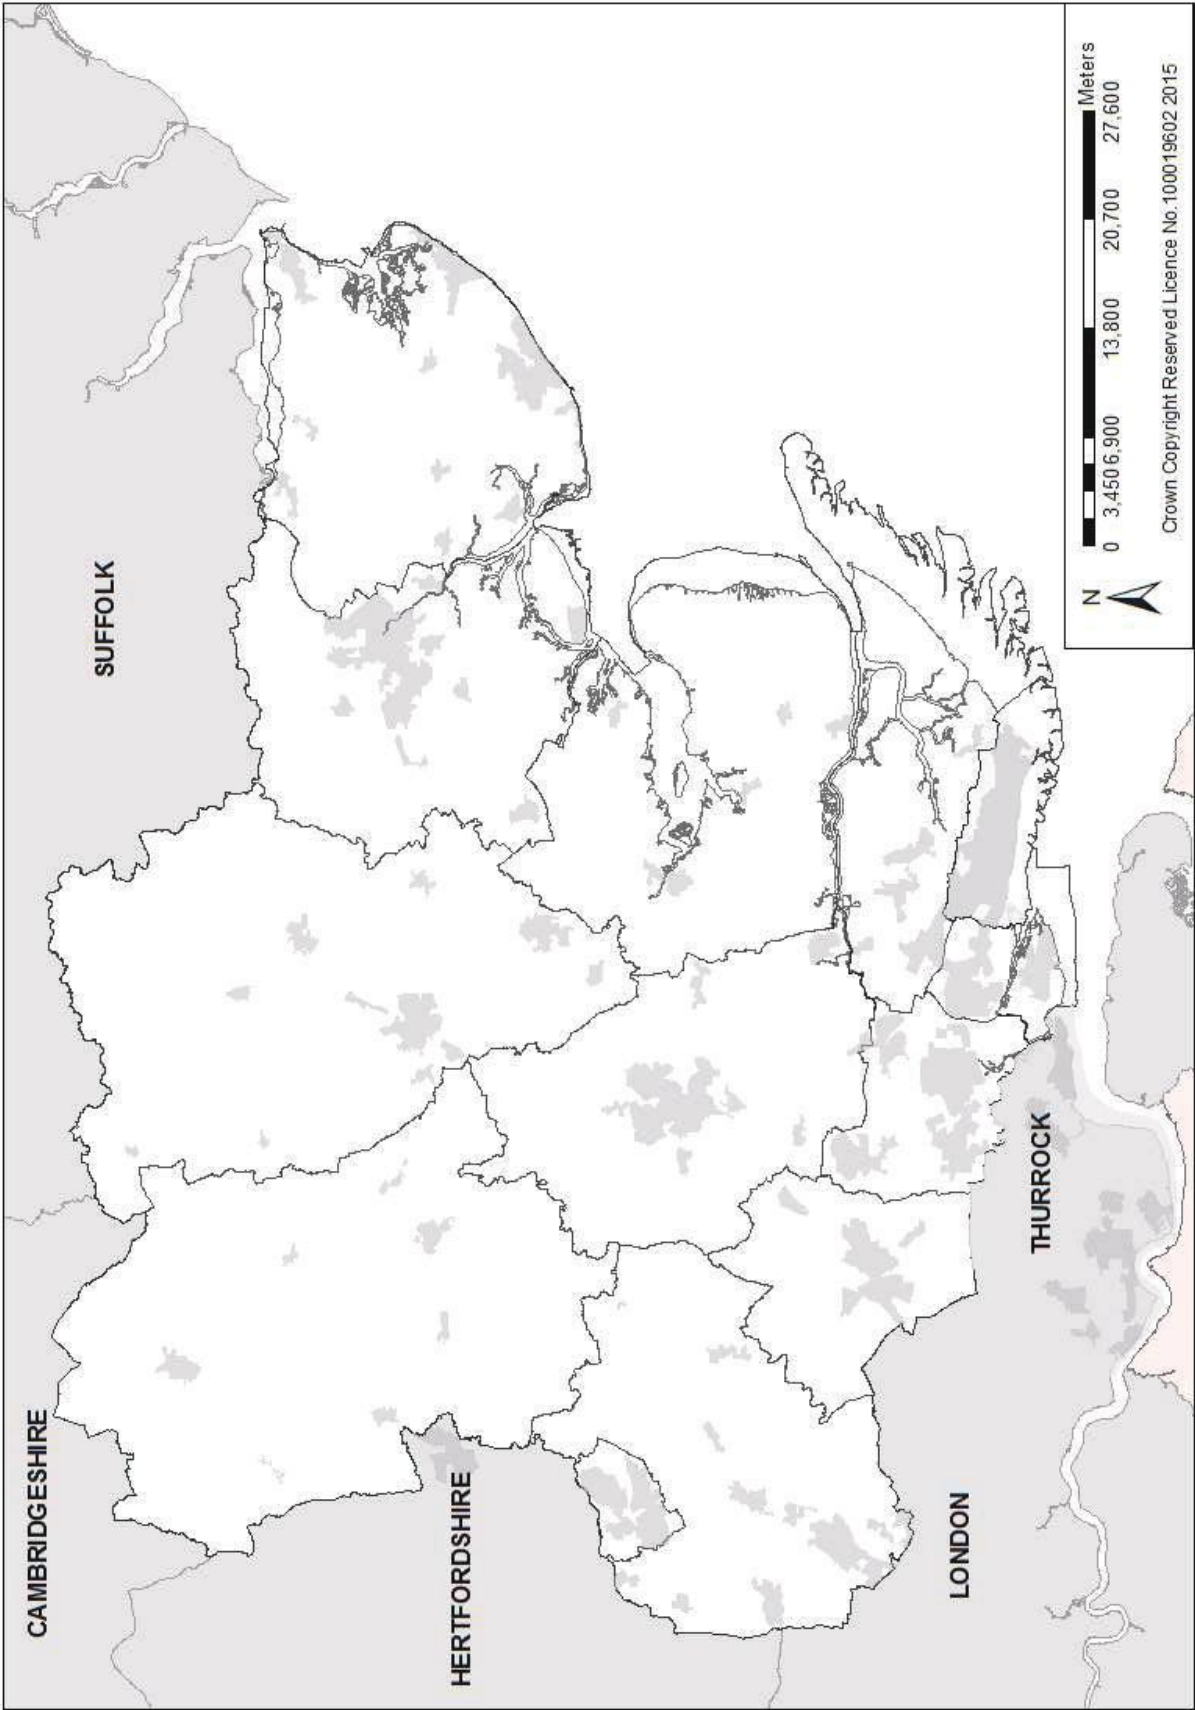 CAMBRIDGESHIRE
SUFFOLK
HERTFORDSHIRE
LONDON
THURROCK
N
0 3,450 6,900 13,800 20,700 27,600
Meters
Crown Copyright Reserved Licence No.100019602 2015